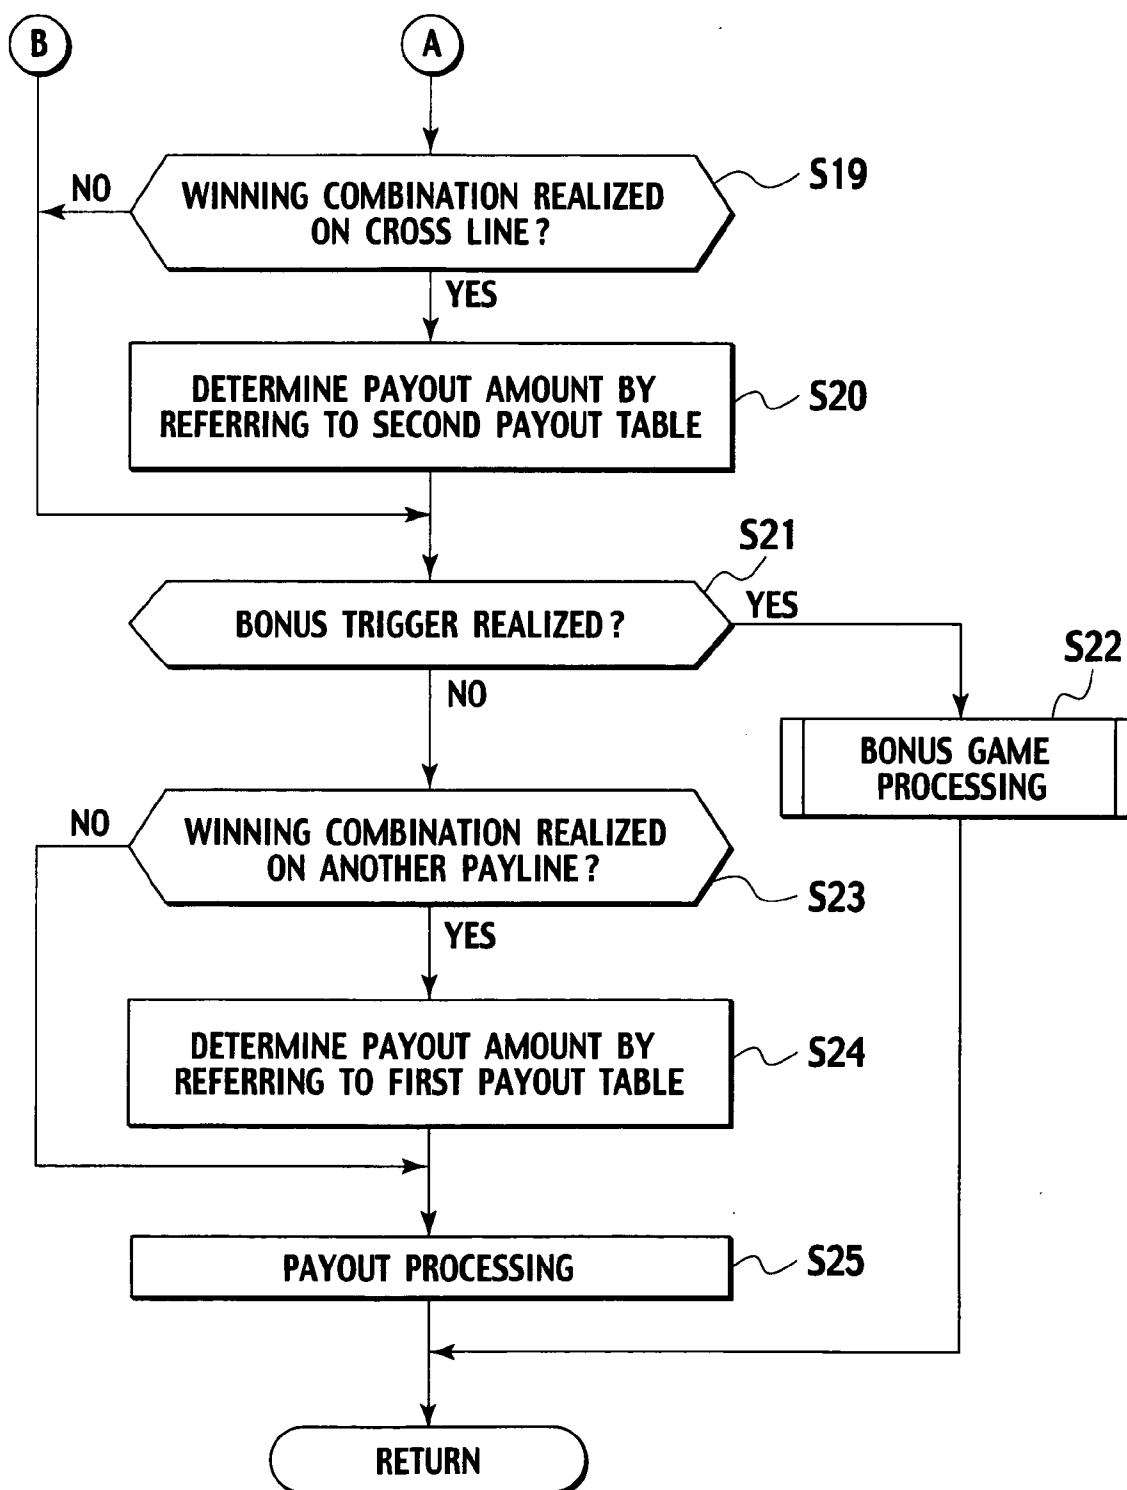 B
A
WINNING COMBINATION REALIZED
ON CROSS LINE?
S19
NO
YES
DETERMINE PAYOUT AMOUNT BY
REFERRING TO SECOND PAYOUT TABLE
S20
S21
BONUS TRIGGER REALIZED?
YES
NO
S22
BONUS GAME
PROCESSING
NO
WINNING COMBINATION REALIZED
ON ANOTHER PAYLINE?
S23
YES
DETERMINE PAYOUT AMOUNT BY
REFERRING TO FIRST PAYOUT TABLE
S24
PAYOUT PROCESSING
S25
RETURN